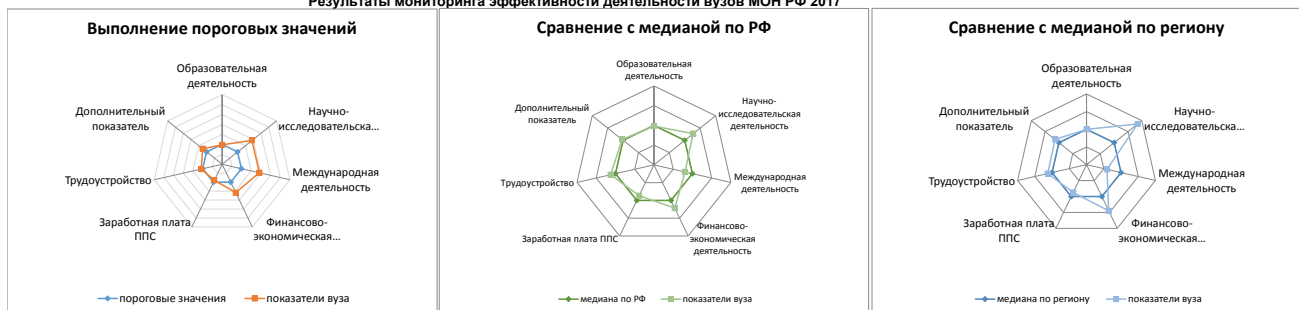 Результаты мониторинга эффективности деятельности вузов МОН РФ 2017
Выполнение пороговых значений
Образовательная
деятельность
Научно-
исследовательска...
Международная
деятельность
Финансово-
экономическая...
Заработная плата
ППС
Трудоустройство
Дополнительный
показатель
пороговые значения
показатели вуза
Сравнение с медианой по РФ
Образовательная
деятельность
Научно-
исследовательская
деятельность
Международная
деятельность
Финансово-
экономическая деятельность
Заработная плата ППС
Трудоустройство
Дополнительный
показатель
медиана по РФ
показатели вуза
Сравнение с медианой по региону
Образовательная
деятельность
Научно-
исследовательска...
Международная
деятельность
Финансово-
экономическая...
Заработная плата
ППС
Трудоустройство
Дополнительный
показатель
медиана по региону
показатели вуза